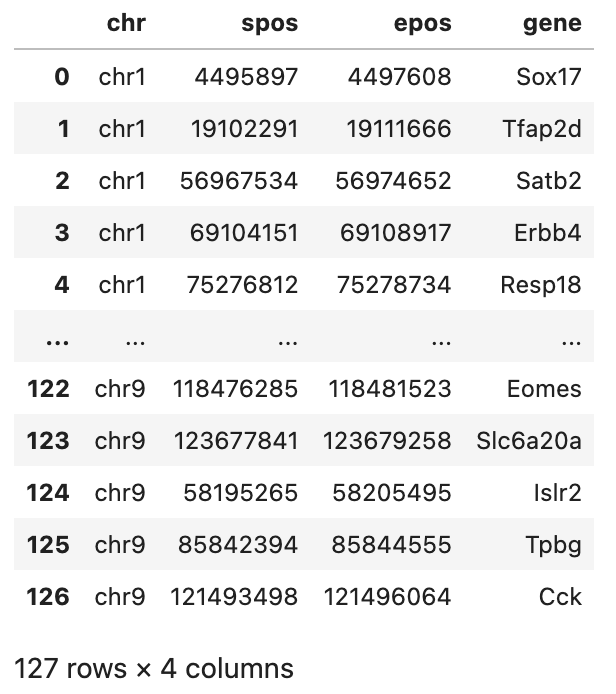 chr spos epos gene
0 chr1 4495897 4497608 Sox17
1 chr1 19102291 19111666 Tfap2d
2 chr1 56967534 56974652 Satb2
3 chr1 69104151 69108917 Erbb4
4 chr1 75276812 75278734 Resp18
... ... ... ... ...
122 chr9 118476285 118481523 Eomes
123 chr9 123677841 123679258 Slc6a20a
124 chr9 58195265 58205495 Islr2
125 chr9 85842394 85844555 Tpbg
126 chr9 121493498 121496064 Cck
127 rows × 4 columns